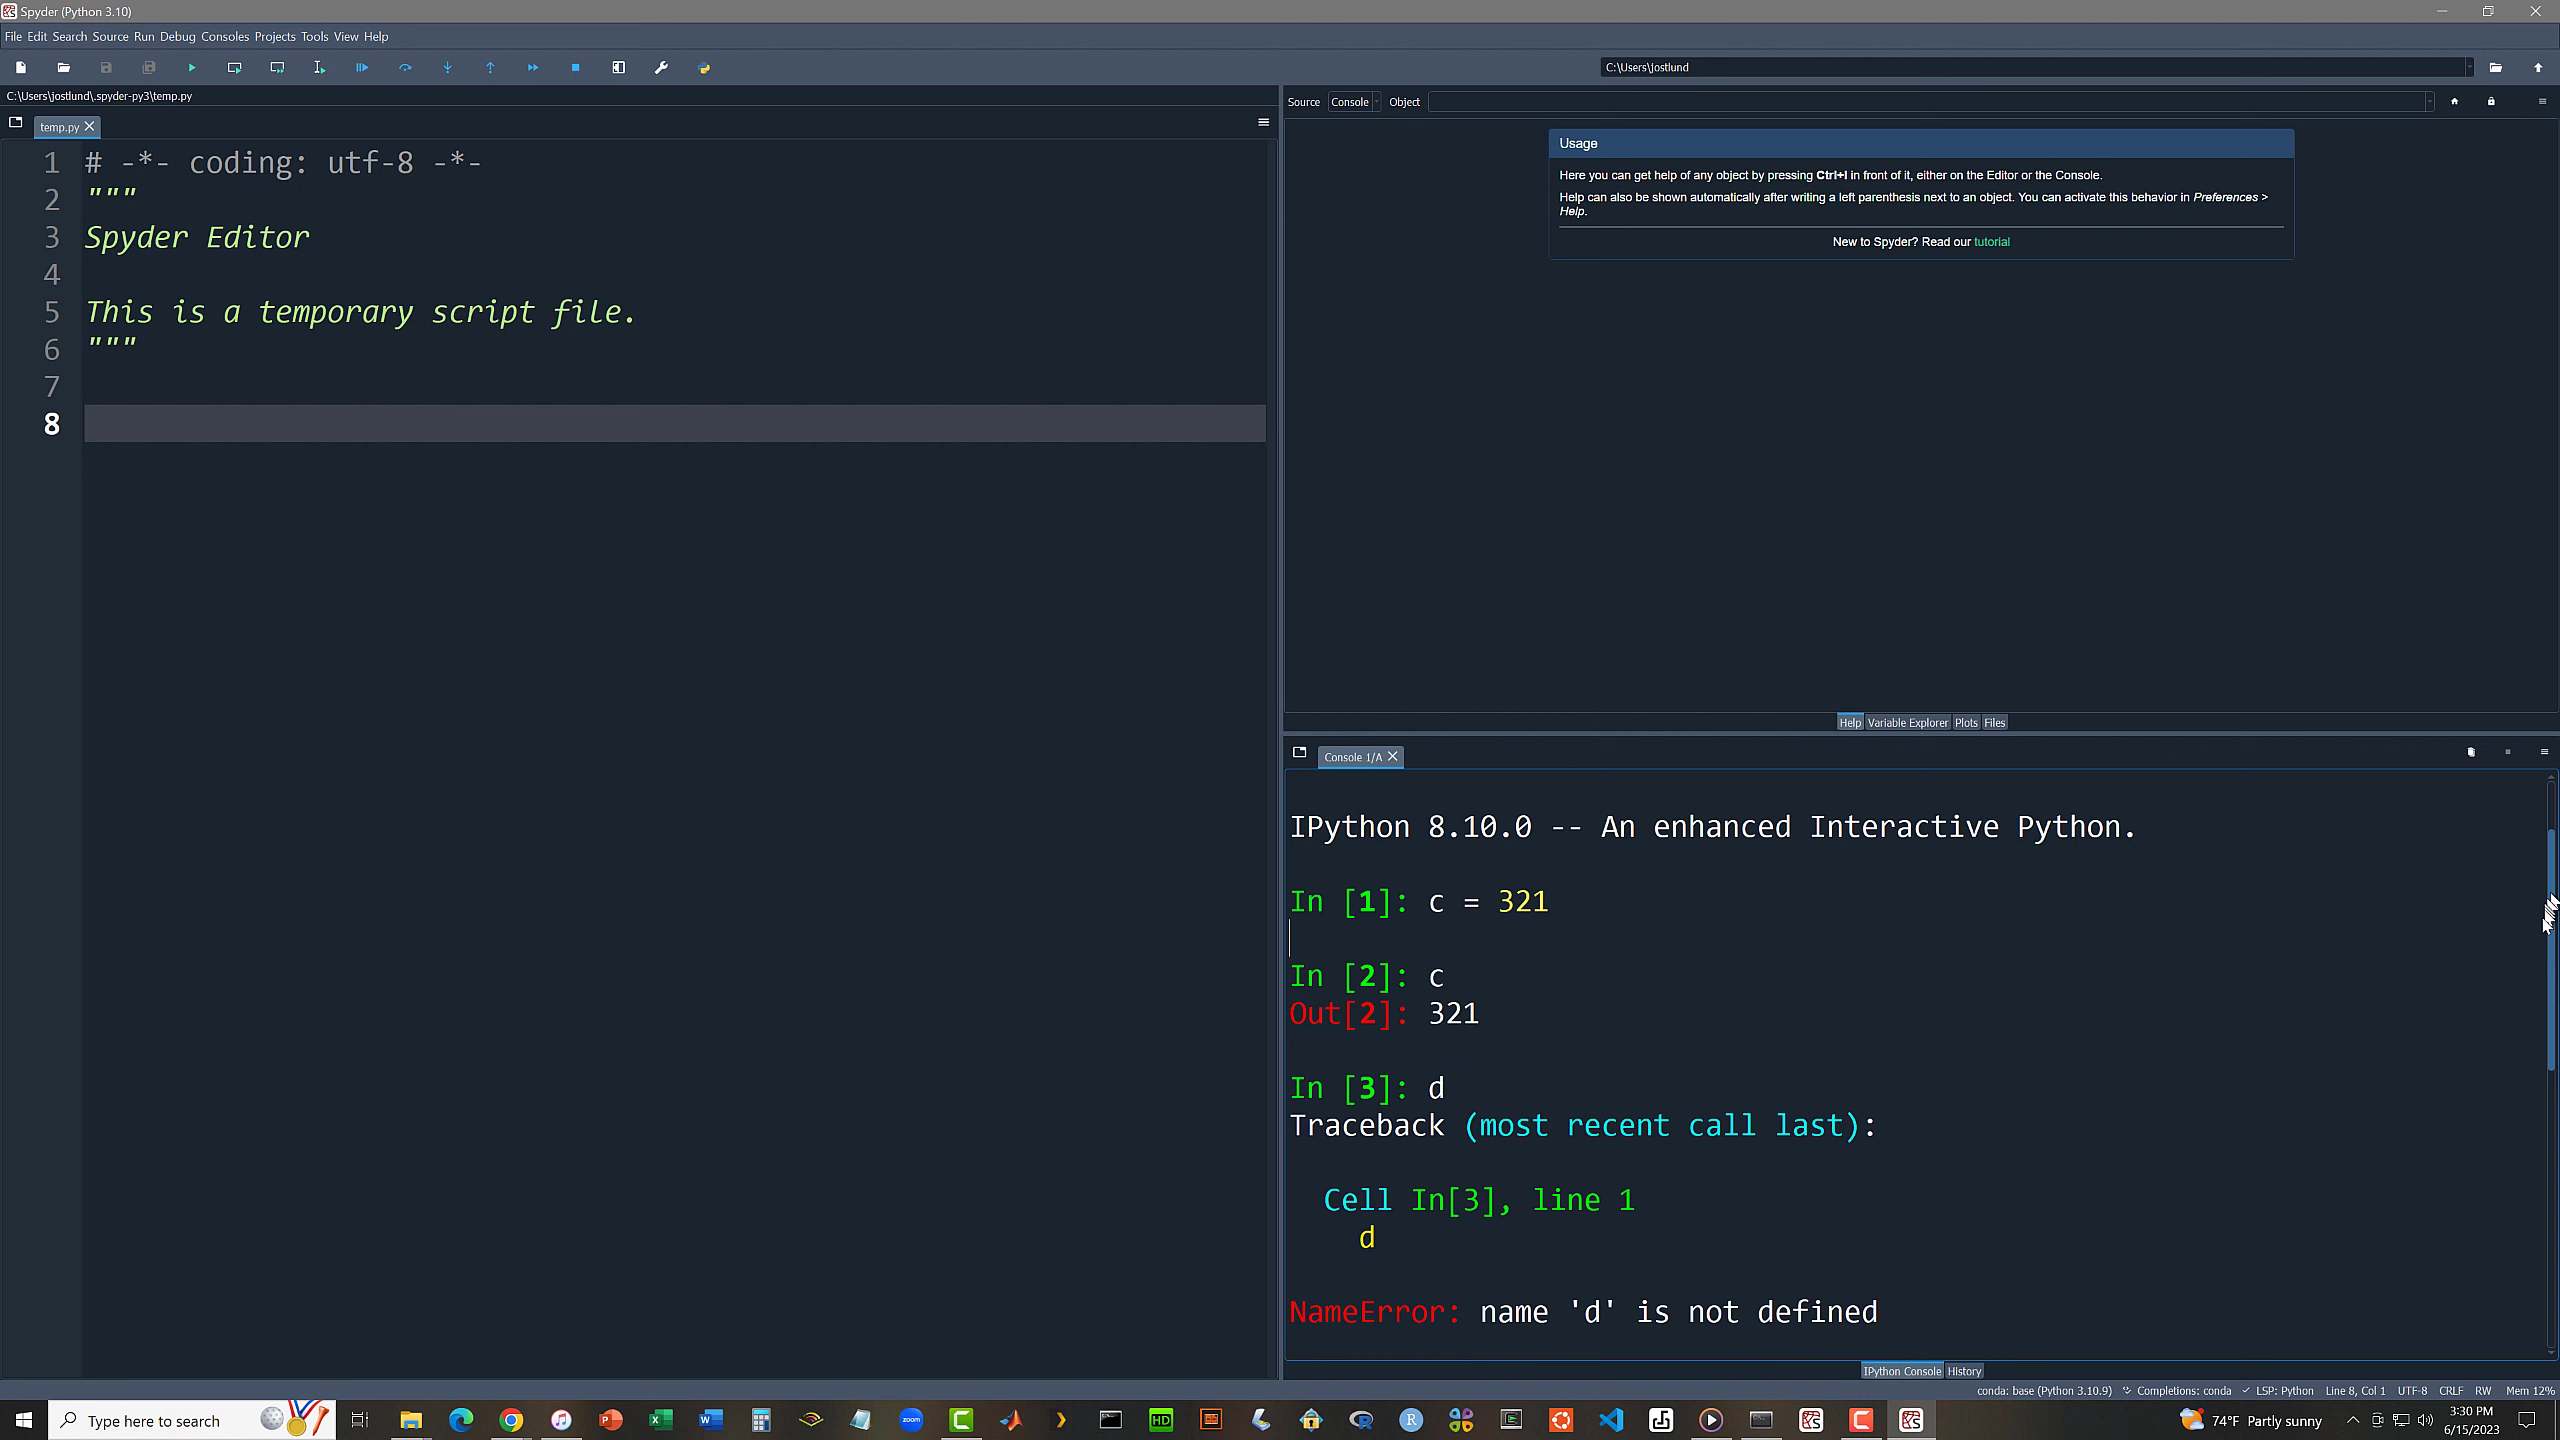 Spyder (Python 3.10)
File Edit Search Source Run Debug Consoles Projects Tools View Help
C:\Users\jostlund
C:\Users\jostlund\.spyder-py3\temp.py
temp.py
1 # -*- coding: utf-8 -*-
2 """
3 Spyder Editor
4
5 This is a temporary script file.
6 """
7
8
Source Console Object
Usage
Here you can get help of any object by pressing Ctrl+I in front of it, either on the Editor or the Console.
Help can also be shown automatically after writing a left parenthesis next to an object. You can activate this behavior in Preferences >
Help.
New to Spyder? Read our tutorial
Help Variable Explorer Plots Files
Console 1/A
IPython 8.10.0 -- An enhanced Interactive Python.
In [1]: c = 321
In [2]: c
Out[2]: 321
In [3]: d
Traceback (most recent call last):
Cell In[3], line 1
d
NameError: name 'd' is not defined
IPython Console History
conda: base (Python 3.10.9) Completions: conda LSP: Python Line 8, Col 1 UTF-8 CRLF RW Mem 12%
Type here to search
zoom
HD
R
74°F Partly sunny
3:30 PM
6/15/2023